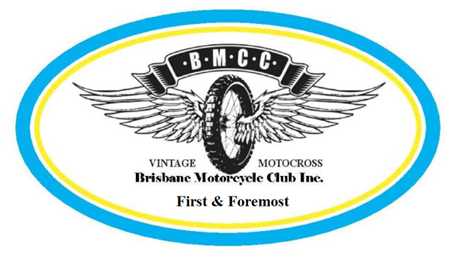 ·B·M·C·C·
VINTAGE MOTOCROSS
Brisbane Motorcycle Club Inc.
First & Foremost